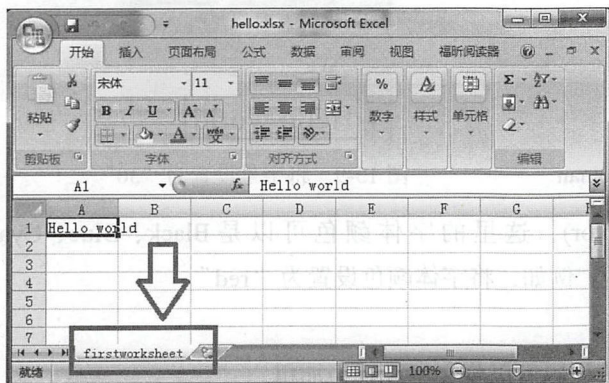 hello.xlsx - Microsoft Excel
开始 插入 页面布局 公式 数据 审阅 视图 福昕阅读器
宋体 11
B I U A A
粘贴 % 数字 样式 单元格 Σ
A 变
剪贴板 字体 对齐方式 编辑
A1 fx Hello world
A B C D E F G
1 Hello world
2
3
4
5
6
7
firstworksheet
就绪 100%